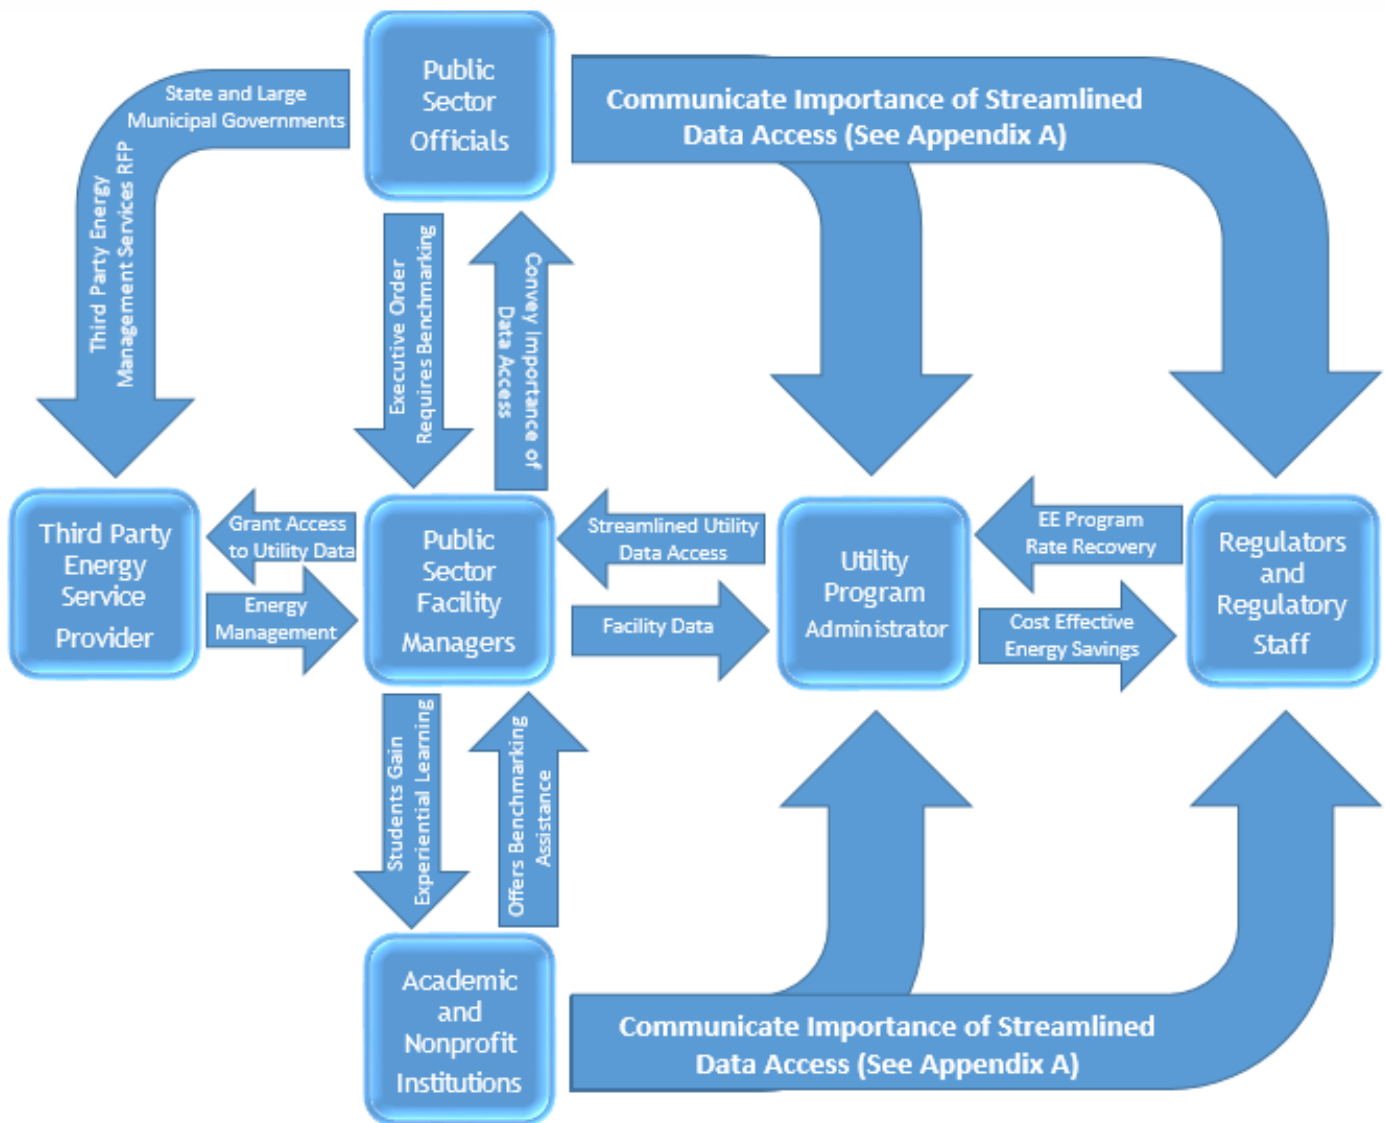 Public
Sector
Officials
State and Large
Municipal Governments
Third Party Energy
Management Services RFP
Communicate Importance of Streamlined
Data Access (See Appendix A)
Executive Order
Requires Benchmarking
Convey Importance of
Data Access
Third Party
Energy
Service
Provider
Grant Access
to Utility Data
Energy
Management
Public
Sector
Facility
Managers
Streamlined Utility
Data Access
Facility Data
Utility
Program
Administrator
EE Program
Rate Recovery
Cost Effective
Energy Savings
Regulators
and
Regulatory
Staff
Students Gain
Experiential Learning
Offers Benchmarking
Assistance
Academic
and
Nonprofit
Institutions
Communicate Importance of Streamlined
Data Access (See Appendix A)